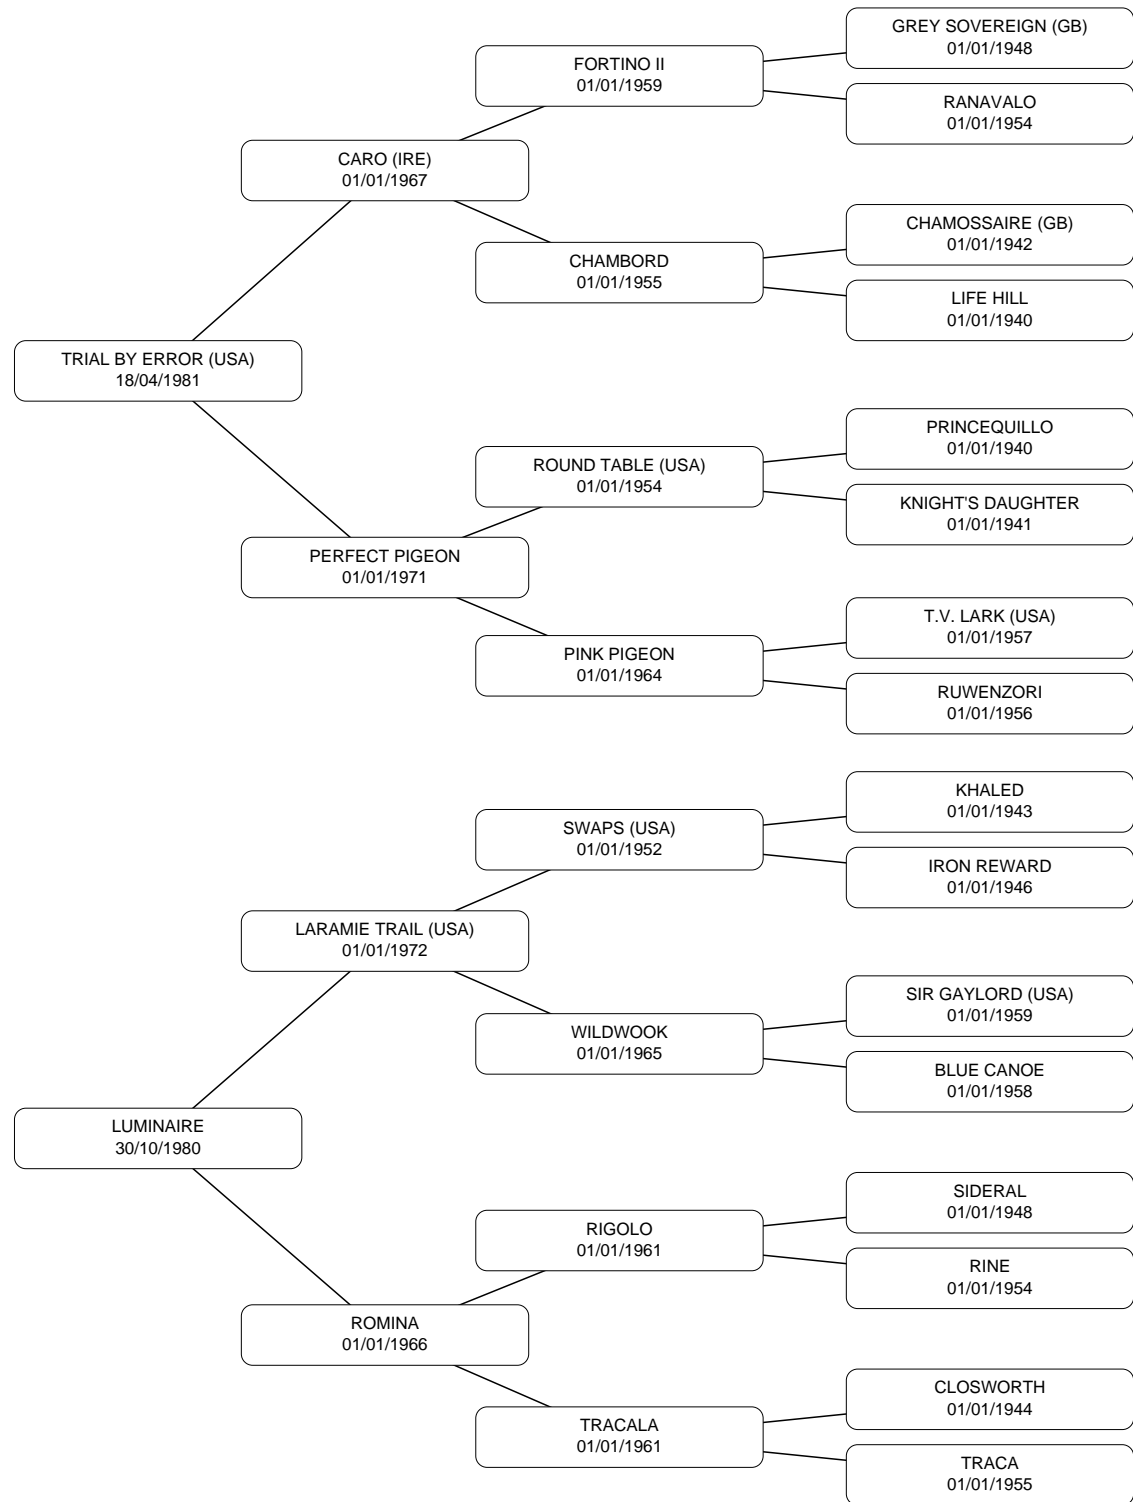 GREY SOVEREIGN (GB)
01/01/1948
FORTINO II
01/01/1959
RANAVALO
01/01/1954
CARO (IRE)
01/01/1967
CHAMOSSAIRE (GB)
01/01/1942
CHAMBORD
01/01/1955
LIFE HILL
01/01/1940
TRIAL BY ERROR (USA)
18/04/1981
PRINCEQUILLO
01/01/1940
ROUND TABLE (USA)
01/01/1954
KNIGHT'S DAUGHTER
01/01/1941
PERFECT PIGEON
01/01/1971
T.V. LARK (USA)
01/01/1957
PINK PIGEON
01/01/1964
RUWENZORI
01/01/1956
KHALED
01/01/1943
SWAPS (USA)
01/01/1952
IRON REWARD
01/01/1946
LARAMIE TRAIL (USA)
01/01/1972
SIR GAYLORD (USA)
01/01/1959
WILDWOOK
01/01/1965
BLUE CANOE
01/01/1958
LUMINAIRE
30/10/1980
SIDERAL
01/01/1948
RIGOLO
01/01/1961
RINE
01/01/1954
ROMINA
01/01/1966
CLOSWORTH
01/01/1944
TRACALA
01/01/1961
TRACA
01/01/1955